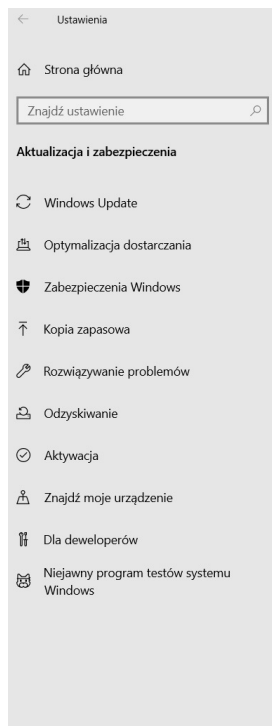 Ustawienia
Strona główna
Znajdź ustawienie
Aktualizacja i zabezpieczenia
Windows Update
Optymalizacja dostarczania
Zabezpieczenia Windows
Kopia zapasowa
Rozwiązywanie problemów
Odzyskiwanie
Aktywacja
Znajdź moje urządzenie
Dla deweloperów
Niejawny program testów systemu
Windows